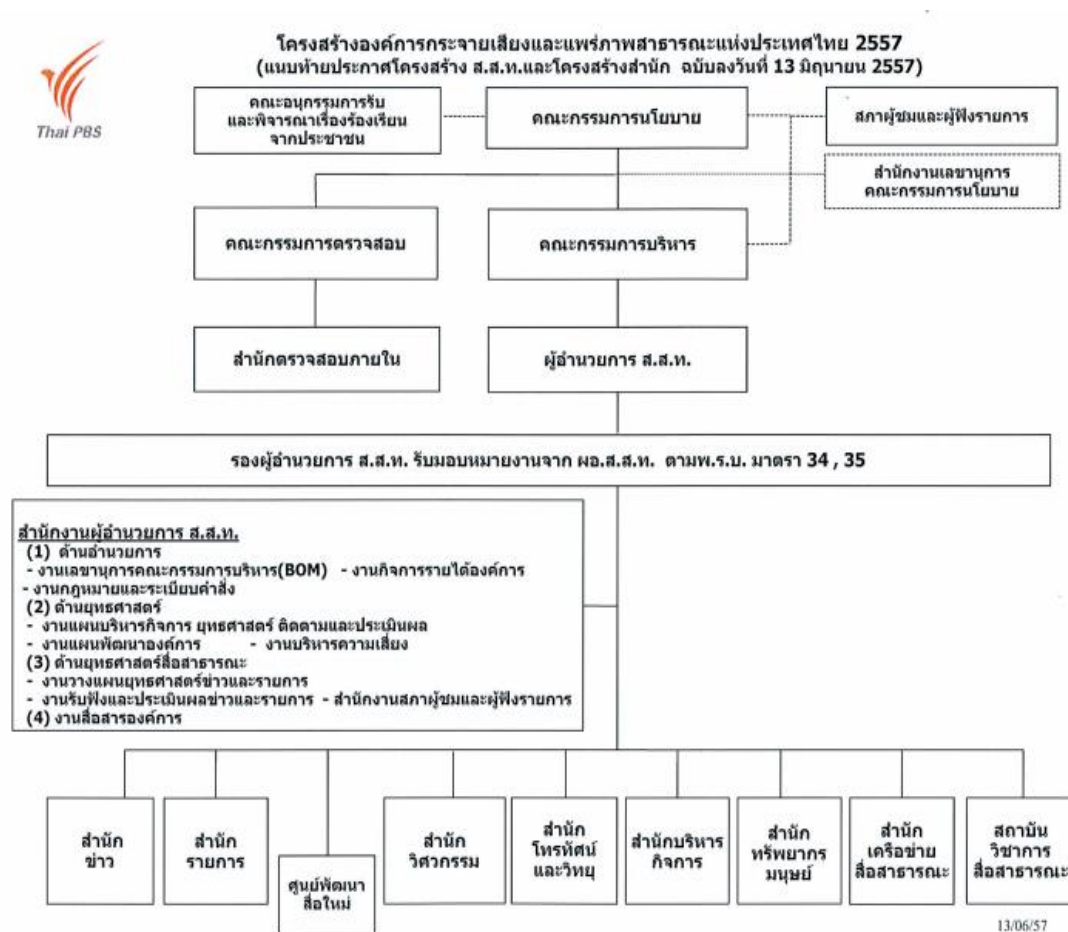 โครงสร้างองค์การกระจายเสียงและแพร่ภาพสาธารณะแห่งประเทศไทย 2557
(แนบท้ายประกาศโครงสร้าง ส.ส.ท.และโครงสร้างสำนัก ฉบับลงวันที่ 13 มิถุนายน 2557)
Thai PBS
คณะอนุกรรมการรับ
และพิจารณาเรื่องร้องเรียน
จากประชาชน
คณะกรรมการนโยบาย
สภาผู้ชมและผู้ฟังรายการ
สำนักงานเลขานุการ
คณะกรรมการนโยบาย
คณะกรรมการตรวจสอบ
คณะกรรมการบริหาร
สำนักตรวจสอบภายใน
ผู้อำนวยการ ส.ส.ท.
รองผู้อำนวยการ ส.ส.ท. รับมอบหมายงานจาก ผอ.ส.ส.ท. ตามพ.ร.บ. มาตรา 34 , 35
สำนักงานผู้อำนวยการ ส.ส.ท.
(1) ด้านอำนวยการ
- งานเลขานุการคณะกรรมการบริหาร(BOM) - งานกิจการรายได้องค์การ
- งานกฎหมายและระเบียบคำสั่ง
(2) ด้านยุทธศาสตร์
- งานแผนบริหารกิจการ ยุทธศาสตร์ ติดตามและประเมินผล
- งานแผนพัฒนาองค์การ - งานบริหารความเสี่ยง
(3) ด้านยุทธศาสตร์สื่อสาธารณะ
- งานวางแผนยุทธศาสตร์ข่าวและรายการ
- งานรับฟังและประเมินผลข่าวและรายการ - สำนักงานสภาผู้ชมและผู้ฟังรายการ
(4) งานสื่อสารองค์การ
สำนัก
ข่าว
สำนัก
รายการ
ศูนย์พัฒนา
สื่อใหม่
สำนัก
วิศวกรรม
สำนัก
โทรทัศน์
และวิทยุ
สำนักบริหาร
กิจการ
สำนัก
ทรัพยากร
มนุษย์
สำนัก
เครือข่าย
สื่อสาธารณะ
สถาบัน
วิชาการ
สื่อสาธารณะ
13/06/57